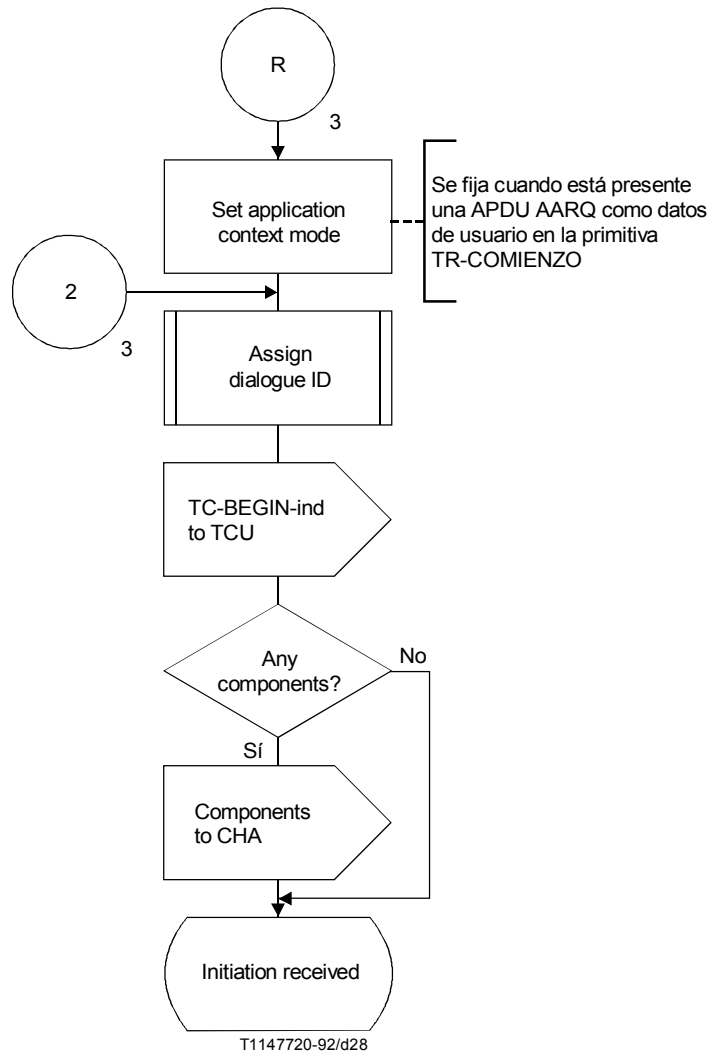 R
3
Set application
context mode
Se fija cuando está presente
una APDU AARQ como datos
de usuario en la primitiva
TR-COMIENZO
2
3
Assign
dialogue ID
TC-BEGIN-ind
to TCU
Any
components?
No
Sí
Components
to CHA
Initiation received
T1147720-92/d28